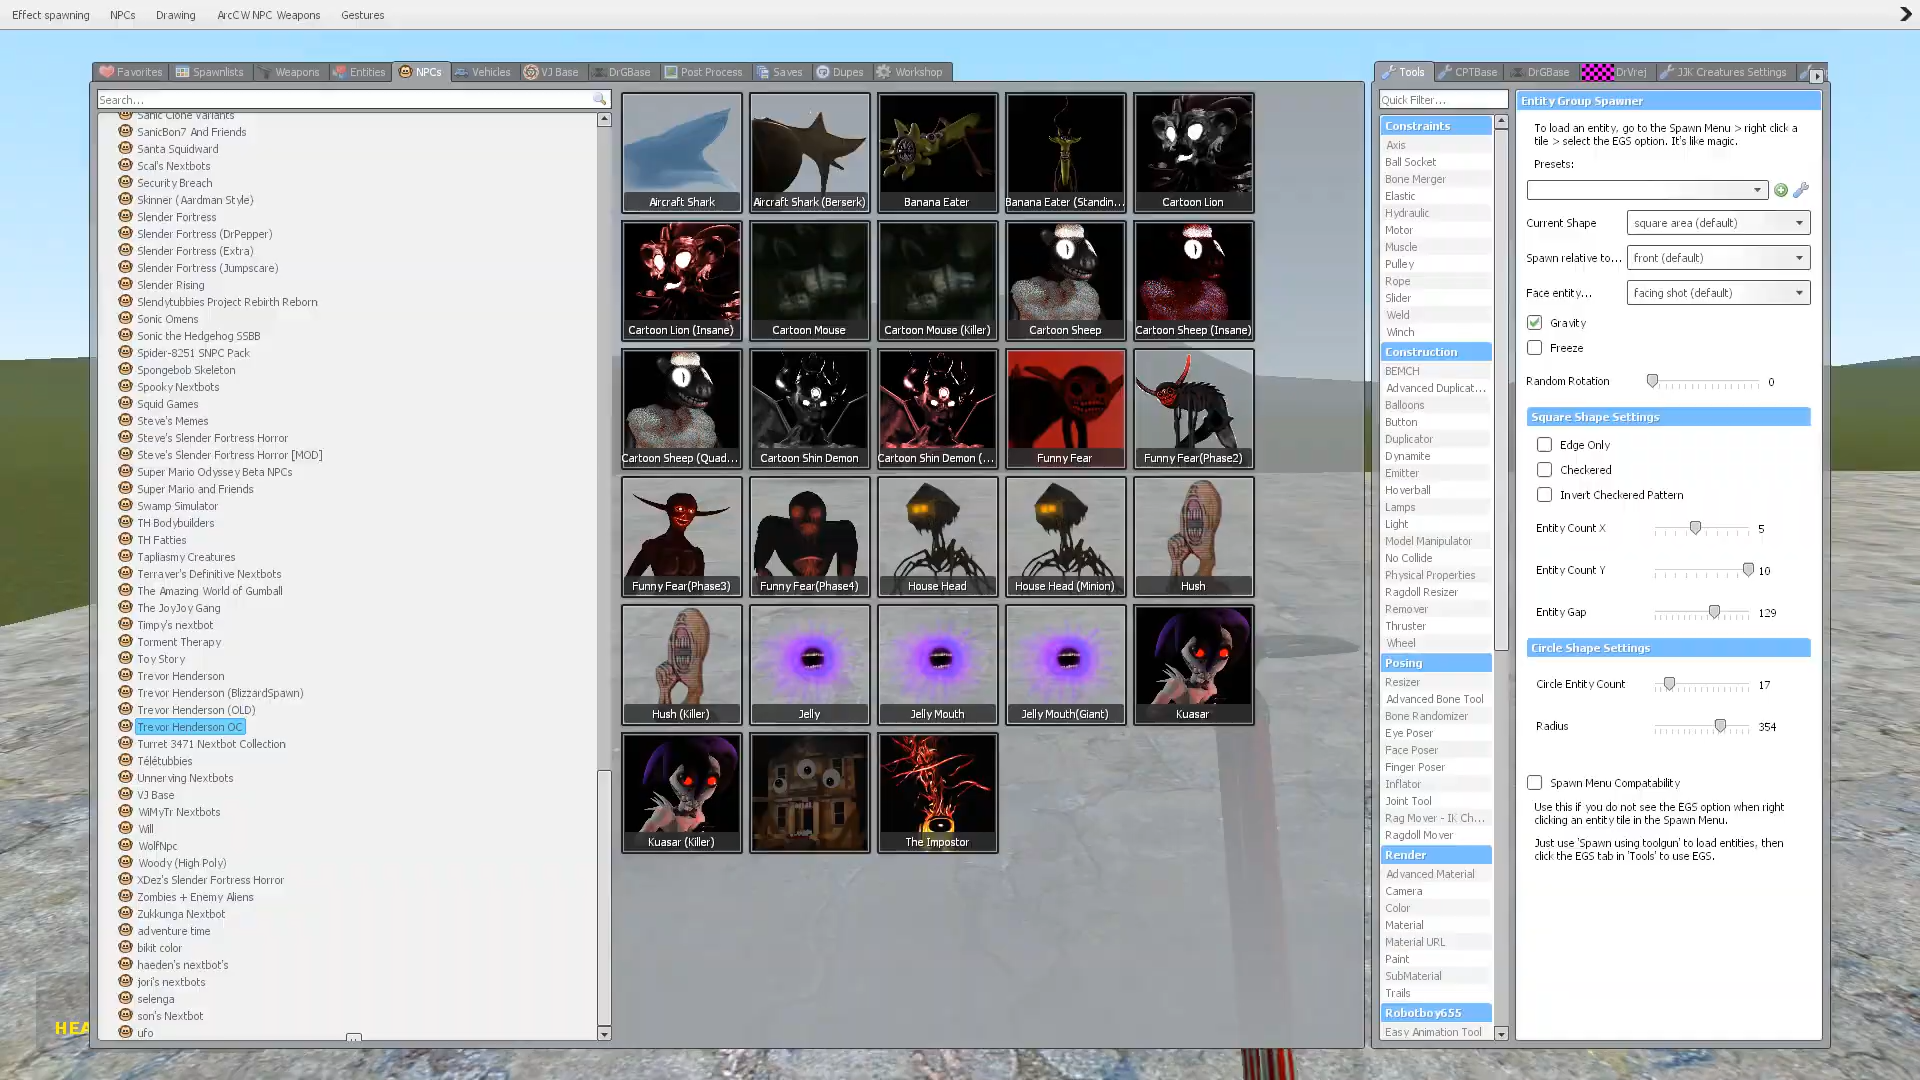 Effect spawning NPCs Drawing ArcCW NPC Weapons Gestures
Favorites Spawnlists Weapons Entities NPCs Vehicles VJ Base DrGBase Post Process Saves Dupes Workshop
Search...
Sanic Clone Variants
SanicBon7 And Friends
Santa Squidward
Scal's Nextbots
Security Breach
Skinner (Aardman Style)
Slender Fortress
Slender Fortress (DrPepper)
Slender Fortress (Extra)
Slender Fortress (Jumpscare)
Slender Rising
Slendytubbies Project Rebirth Reborn
Sonic Omens
Sonic the Hedgehog SSBB
Spider-8251 SNPC Pack
Spongebob Skeleton
Spooky Nextbots
Squid Games
Steve's Memes
Steve's Slender Fortress Horror
Steve's Slender Fortress Horror [MOD]
Super Mario Odyssey Beta NPCs
Super Mario and Friends
Swamp Simulator
TH Bodybuilders
TH Fatties
Tapliasmy Creatures
Terraver's Definitive Nextbots
The Amazing World of Gumball
The JoyJoy Gang
Timpy's nextbot
Torment Therapy
Toy Story
Trevor Henderson
Trevor Henderson (BlizzardSpawn)
Trevor Henderson (OLD)
Trevor Henderson OC
Turret 3471 Nextbot Collection
Télétubbies
Unnerving Nextbots
VJ Base
WiMyTr Nextbots
Will
WolfNpc
Woody (High Poly)
XDez's Slender Fortress Horror
Zombies + Enemy Aliens
Zukkunga Nextbot
adventure time
bikit color
haeden's nextbot's
jori's nextbots
selenga
son's Nextbot
ufo
HEA
Aircraft Shark
Aircraft Shark (Berserk)
Banana Eater
Banana Eater (Standin...
Cartoon Lion
Cartoon Lion (Insane)
Cartoon Mouse
Cartoon Mouse (Killer)
Cartoon Sheep
Cartoon Sheep (Insane)
Cartoon Sheep (Quad...
Cartoon Shin Demon
Cartoon Shin Demon (...
Funny Fear
Funny Fear(Phase2)
Funny Fear(Phase3)
Funny Fear(Phase4)
House Head
House Head (Minion)
Hush
Hush (Killer)
Jelly
Jelly Mouth
Jelly Mouth(Giant)
Kuasar
Kuasar (Killer)
The Impostor
Tools CPTBase DrGBase DrVrej JJK Creatures Settings
Quick Filter...
Constraints
Axis
Ball Socket
Bone Merger
Elastic
Hydraulic
Motor
Muscle
Pulley
Rope
Slider
Weld
Winch
Construction
BEMCH
Advanced Duplicat...
Balloons
Button
Duplicator
Dynamite
Emitter
Hoverball
Lamps
Light
Model Manipulator
No Collide
Physical Properties
Ragdoll Resizer
Remover
Thruster
Wheel
Posing
Resizer
Advanced Bone Tool
Bone Randomizer
Eye Poser
Face Poser
Finger Poser
Inflator
Joint Tool
Rag Mover - IK Ch...
Ragdoll Mover
Render
Advanced Material
Camera
Color
Material
Material URL
Paint
SubMaterial
Trails
Robotboy655
Easy Animation Tool
Entity Group Spawner
To load an entity, go to the Spawn Menu > right click a
tile > select the EGS option. It's like magic.
Presets:
Current Shape square area (default)
Spawn relative to... front (default)
Face entity... facing shot (default)
Gravity
Freeze
Random Rotation 0
Square Shape Settings
Edge Only
Checkered
Invert Checkered Pattern
Entity Count X 5
Entity Count Y 10
Entity Gap 129
Circle Shape Settings
Circle Entity Count 17
Radius 354
Spawn Menu Compatability
Use this if you do not see the EGS option when right
clicking an entity tile in the Spawn Menu.
Just use 'Spawn using toolgun' to load entities, then
click the EGS tab in 'Tools' to use EGS.